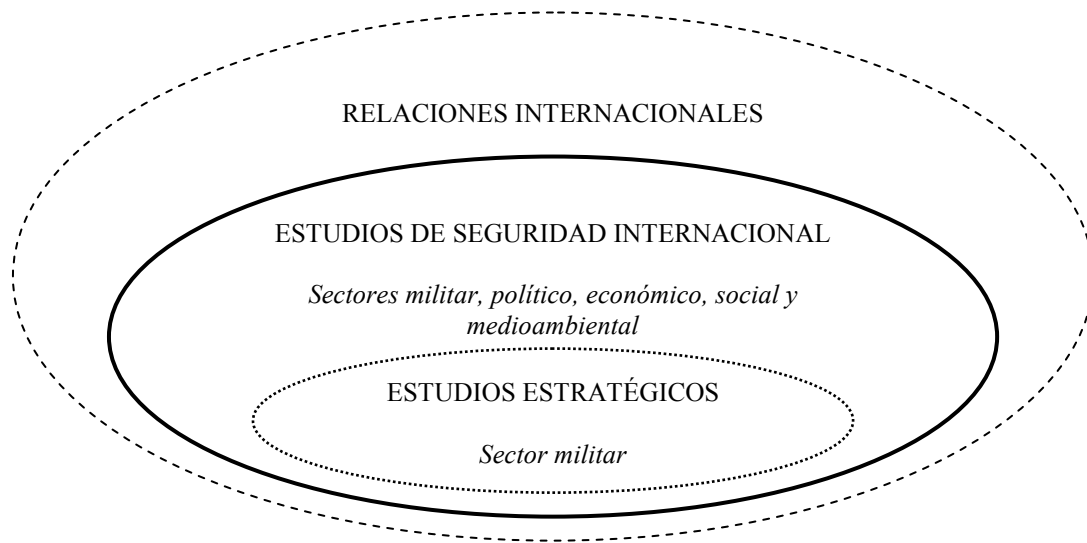 RELACIONES INTERNACIONALES
ESTUDIOS DE SEGURIDAD INTERNACIONAL
Sectores militar, político, económico, social y
medioambiental
ESTUDIOS ESTRATÉGICOS
Sector militar